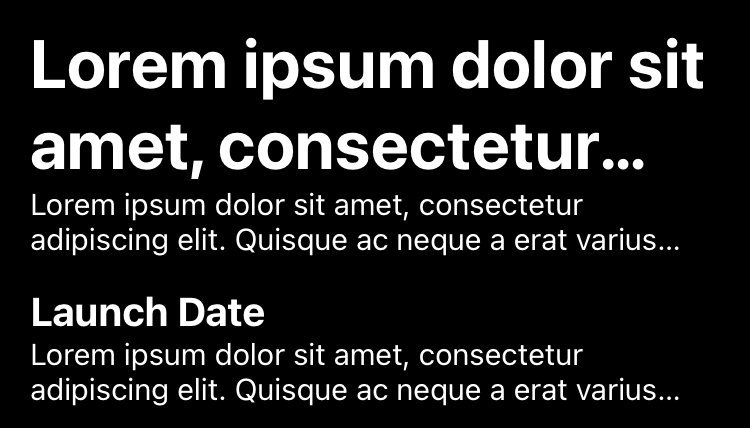 Lorem ipsum dolor sit
amet, consectetur...
Lorem ipsum dolor sit amet, consectetur
adipiscing elit. Quisque ac neque a erat varius...
Launch Date
Lorem ipsum dolor sit amet, consectetur
adipiscing elit. Quisque ac neque a erat varius...